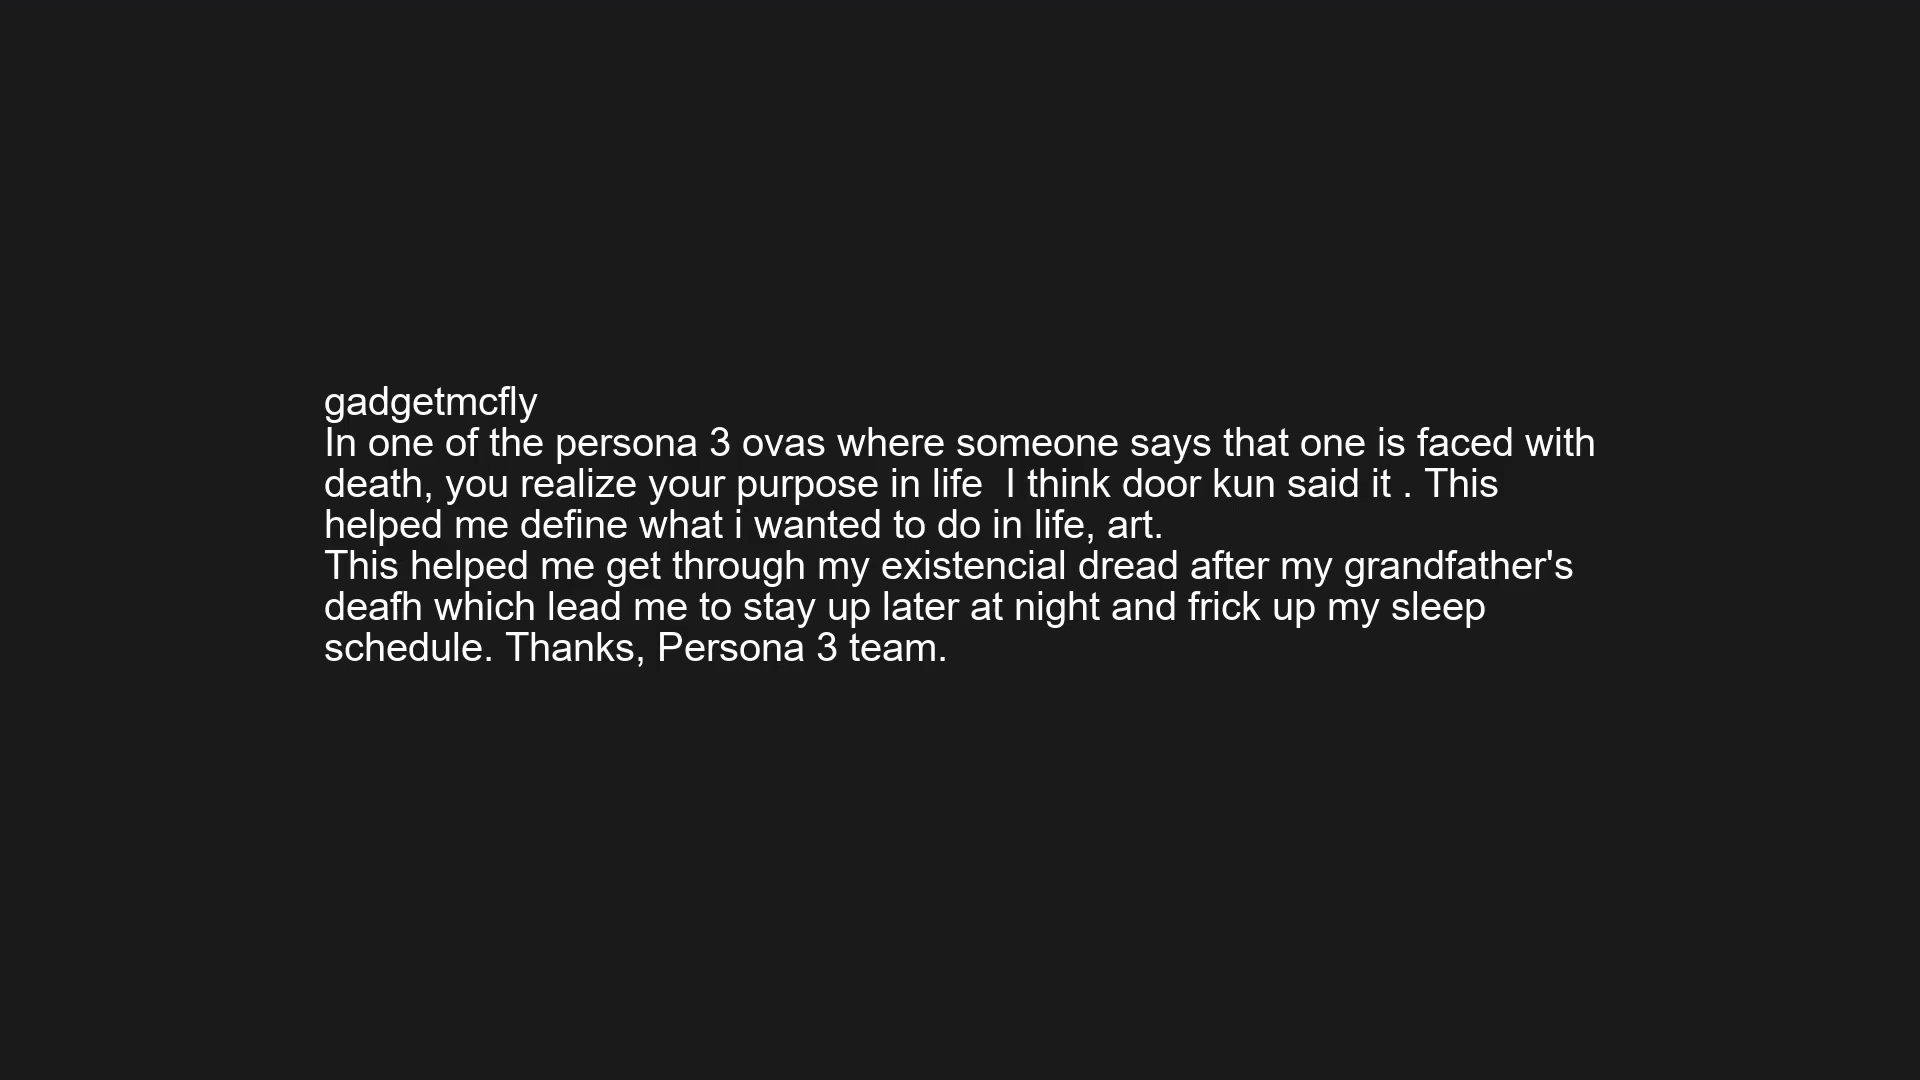 gadgetmcfly
In one of the persona 3 ovas where someone says that one is faced with
death, you realize your purpose in life  I think door kun said it . This
helped me define what i wanted to do in life, art.
This helped me get through my existencial dread after my grandfather's
deafh which lead me to stay up later at night and frick up my sleep
schedule. Thanks, Persona 3 team.